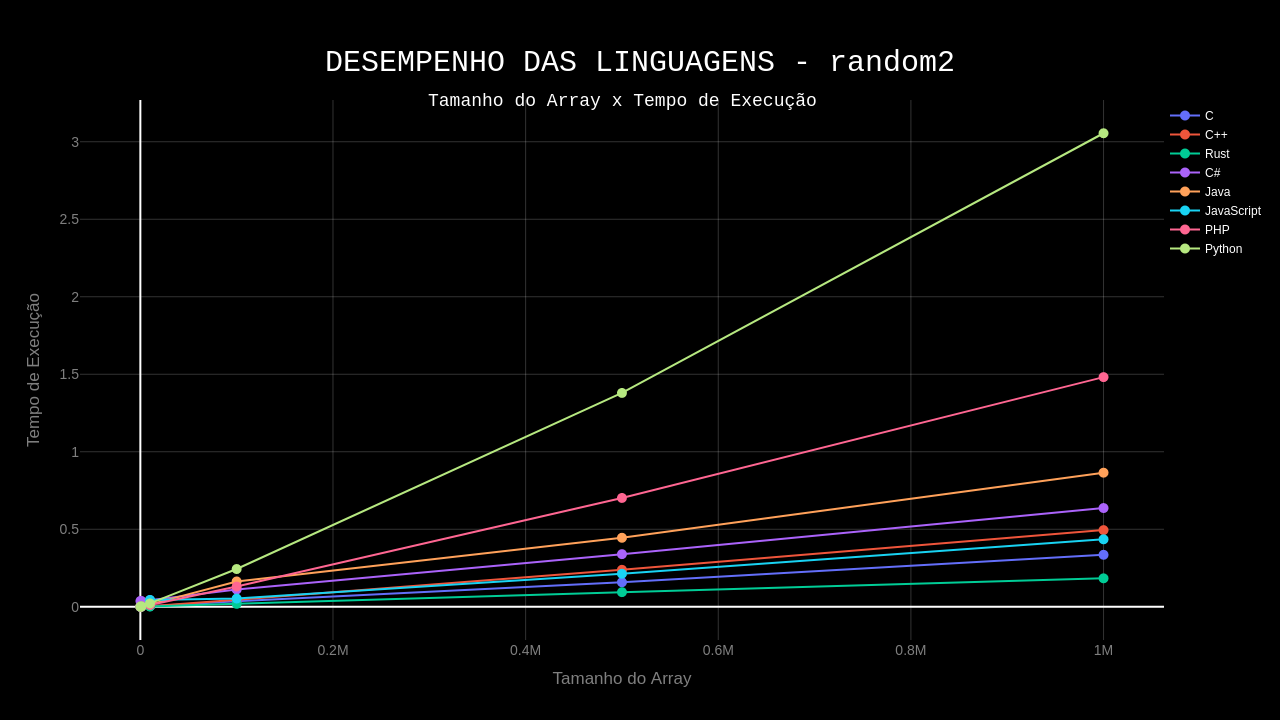 DESEMPENHO DAS LINGUAGENS - random2
Tamanho do Array x Tempo de Execução
C
C++
Rust
C#
Java
JavaScript
PHP
Python
Tempo de Execução
3
2.5
2
1.5
1
0.5
0
0
0.2M
0.4M
0.6M
0.8M
1M
Tamanho do Array